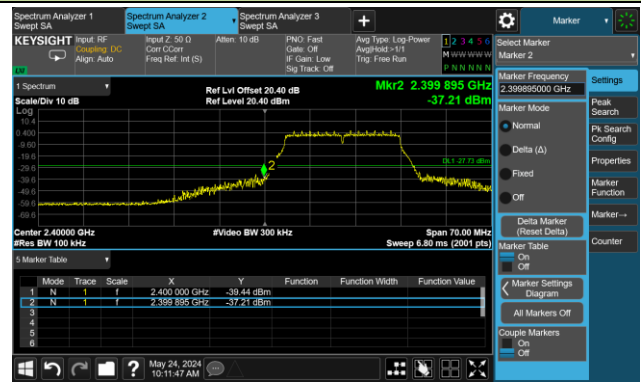 Spectrum Analyzer 1
Swept SA
Spectrum Analyzer 2
Swept SA
Spectrum Analyzer 3
Swept SA
Marker
KEYSIGHT
Input: RF
Coupling: DC
Align: Auto
Input Z: 50 Ω
Corr CCorr
Freq Ref: Int (S)
Atten: 10 dB
PNO: Fast
Gate: Off
IF Gain: Low
Sig Track: Off
Avg Type: Log-Power
Avg|Hold:>1/1
Trig: Free Run
1 2 3 4 5 6
M W W W W W
P N N N N N
Select Marker
Marker 2
1 Spectrum
Scale/Div 10 dB
Ref Lvl Offset 20.40 dB
Ref Level 20.40 dBm
Mkr2 2.399 895 GHz
-37.21 dBm
Log
10.4
0.400
-9.60
-19.6
-29.6
-39.6
-49.6
-59.6
-69.6
2
DL1 -27.73 dBm
Center 2.40000 GHz
#Res BW 100 kHz
#Video BW 300 kHz
Span 70.00 MHz
Sweep 6.80 ms (2001 pts)
5 Marker Table
Mode Trace Scale X Y Function Function Width Function Value
1 N 1 f 2.400 000 GHz -39.44 dBm
2 N 1 f 2.399 895 GHz -37.21 dBm
3
4
5
6
Marker Frequency
2.399895000 GHz
Marker Mode
Normal
Delta (Δ)
Fixed
Off
Delta Marker
(Reset Delta)
Marker Table
On
Off
Marker Settings
Diagram
All Markers Off
Couple Markers
On
Off
Settings
Peak
Search
Pk Search
Config
Properties
Marker
Function
Marker→
Counter
?
May 24, 2024
10:11:47 AM